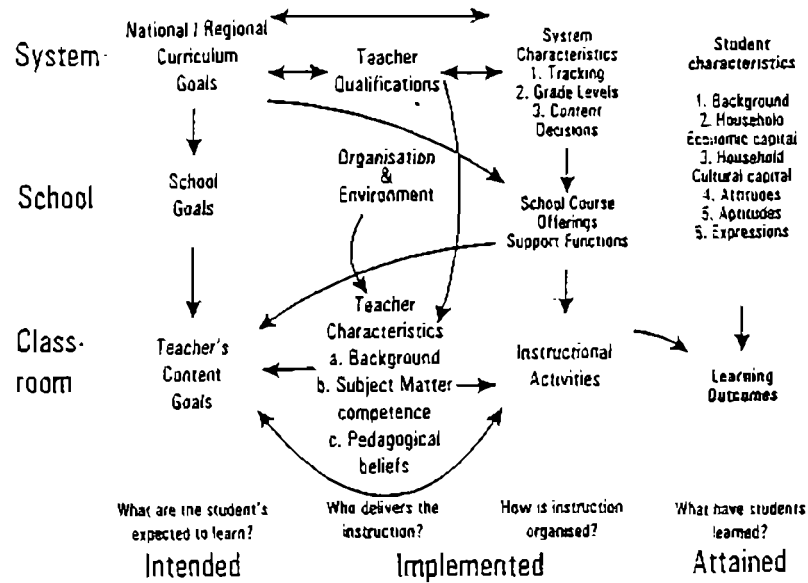 System-
National / Regional
Curriculum
Goals
Teacher
Qualifications
System
Characteristics
1. Tracking
2. Grade Levels
3. Content
Decisions
Student
characteristics
1. Background
2. Household
Economic capital
3. Household
Cultural capital
4. Attitudes
5. Aptitudes
6. Expressions
School
School
Goals
Organisation
&
Environment
School Course
Offerings
Support Functions
Class-
room
Teacher's
Content
Goals
Teacher
Characteristics
a. Background
b. Subject Matter
competence
c. Pedagogical
beliefs
Instructional
Activities
Learning
Outcomes
What are the student's
expected to learn?
Who delivers the
instruction?
How is instruction
organised?
What have students
learned?
Intended
Implemented
Attained